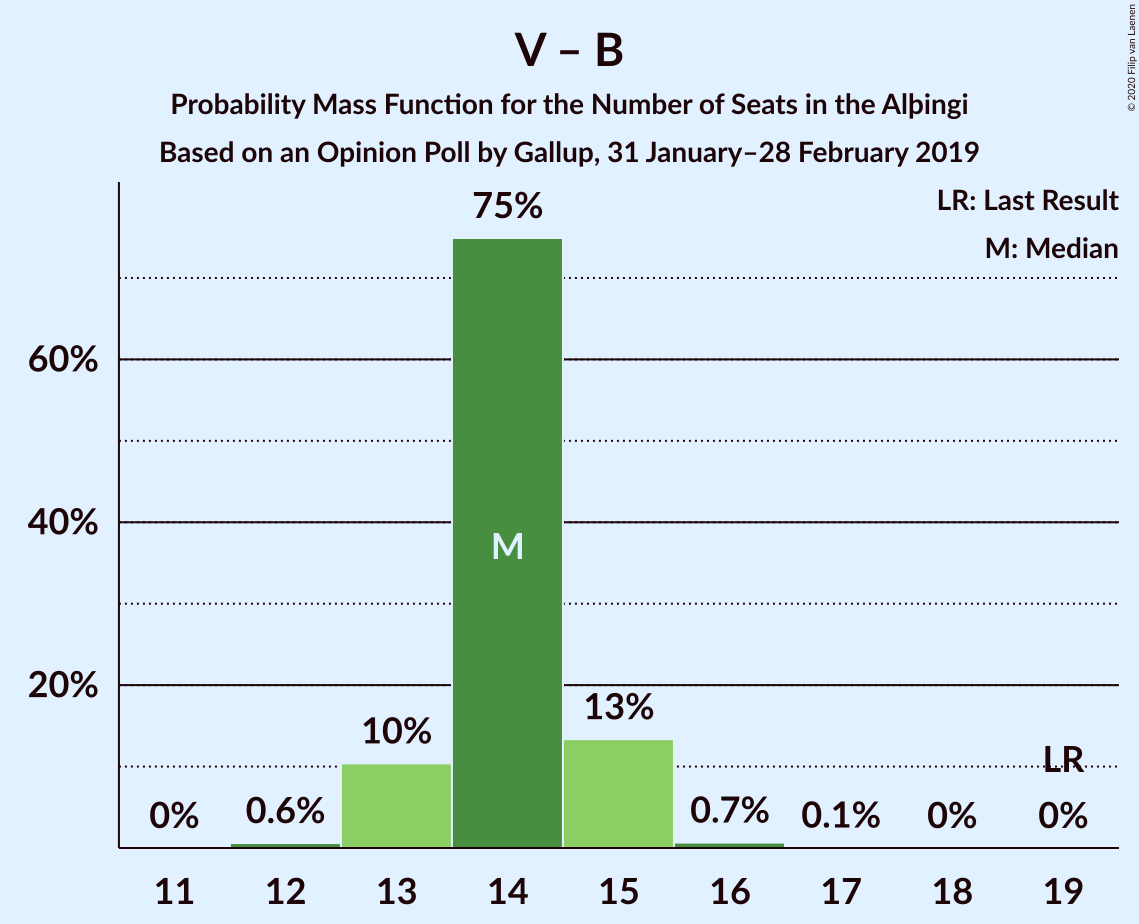 V – B
Probability Mass Function for the Number of Seats in the Alþingi
Based on an Opinion Poll by Gallup, 31 January–28 February 2019
© 2020 Filip van Laenen
LR: Last Result
M: Median
75%
60%
40%
M
20%
13%
10%
LR
0% 0.6% 0.7% 0.1% 0% 0%
11 12 13 14 15 16 17 18 19